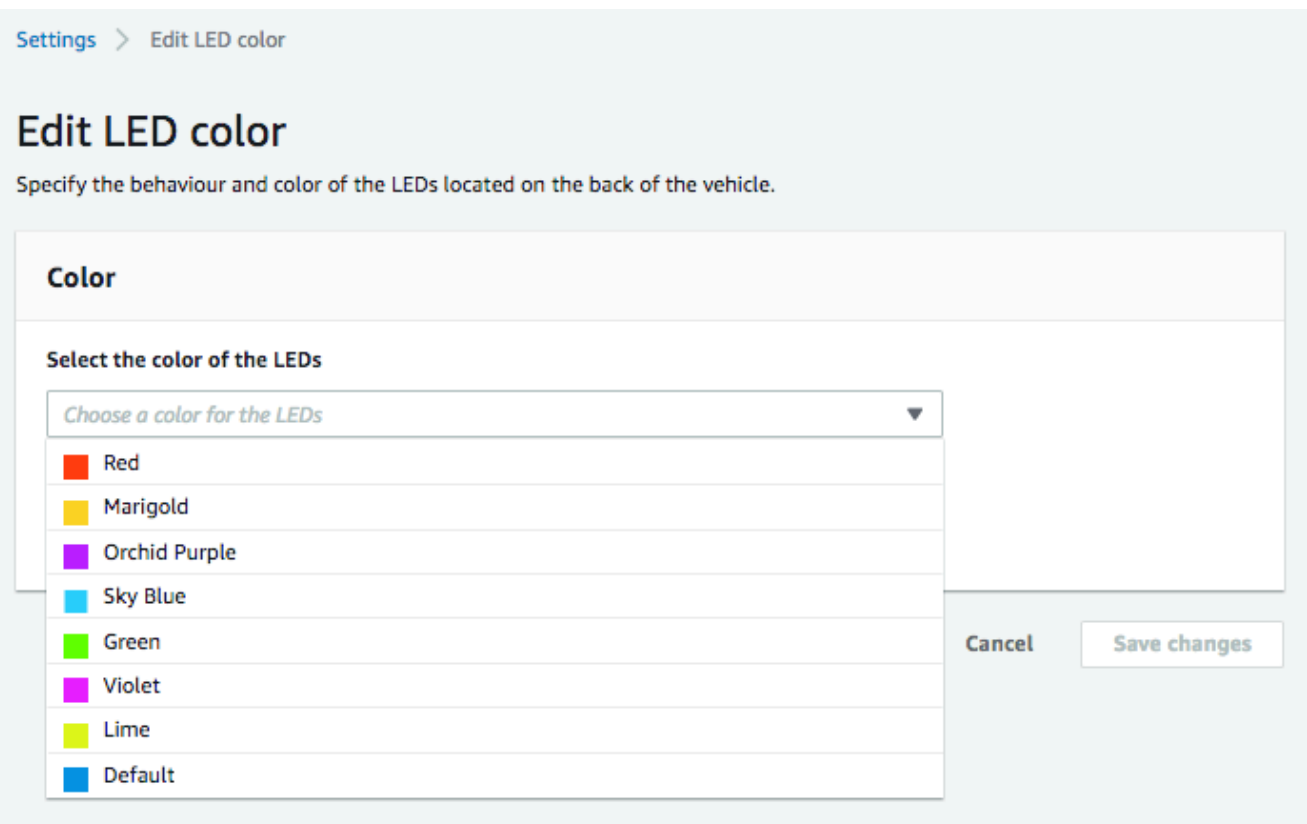 Settings > Edit LED color
Edit LED color
Specify the behaviour and color of the LEDs located on the back of the vehicle.
Color
Select the color of the LEDs
Choose a color for the LEDs
Red
Marigold
Orchid Purple
Sky Blue
Green
Violet
Lime
Default
Cancel Save changes